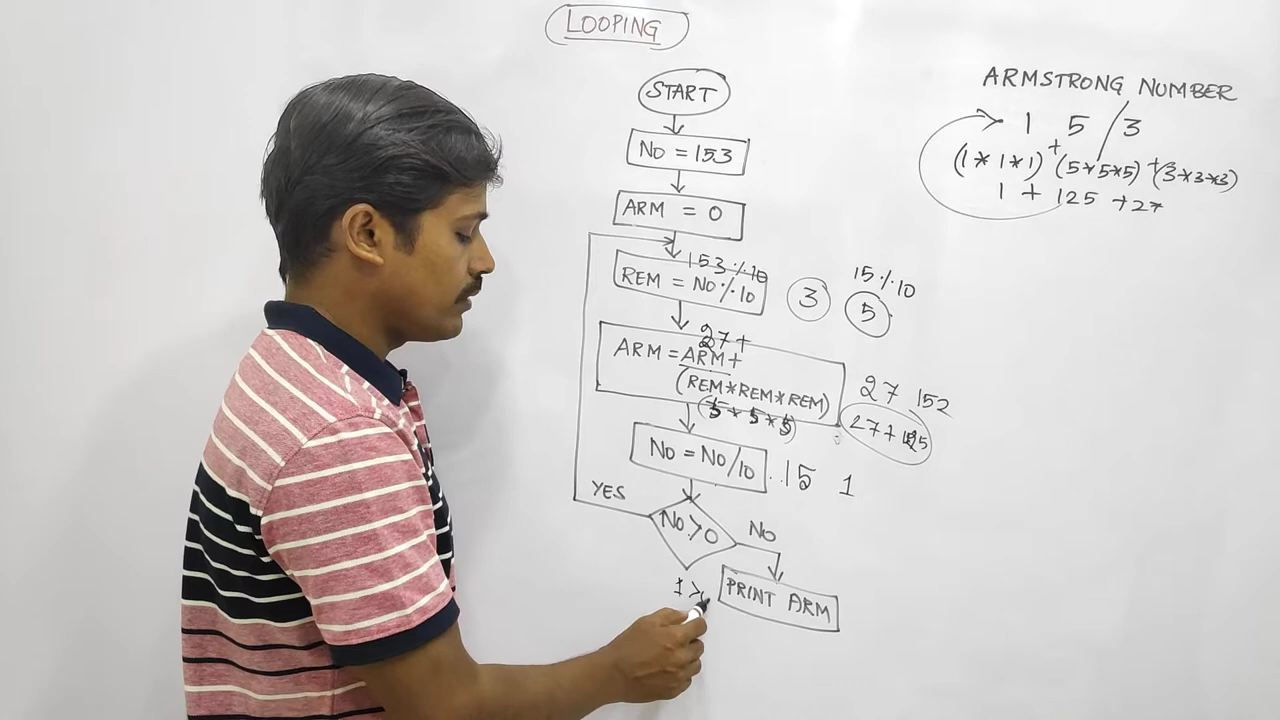 LOOPING
START
NO = 153
ARM = 0
153 % 10
REM = NO % 10
3
15 % 10
5
27 +
ARM = ARM +
(REM * REM * REM)
(5 * 5 * 5)
27 152
27 + 125
NO = NO / 10
15 1
YES
NO > 0
NO
1 >
PRINT ARM
ARMSTRONG NUMBER
1 5 3
(1 * 1 * 1) + (5 * 5 * 5) + (3 * 3 * 3)
1 + 125 + 27